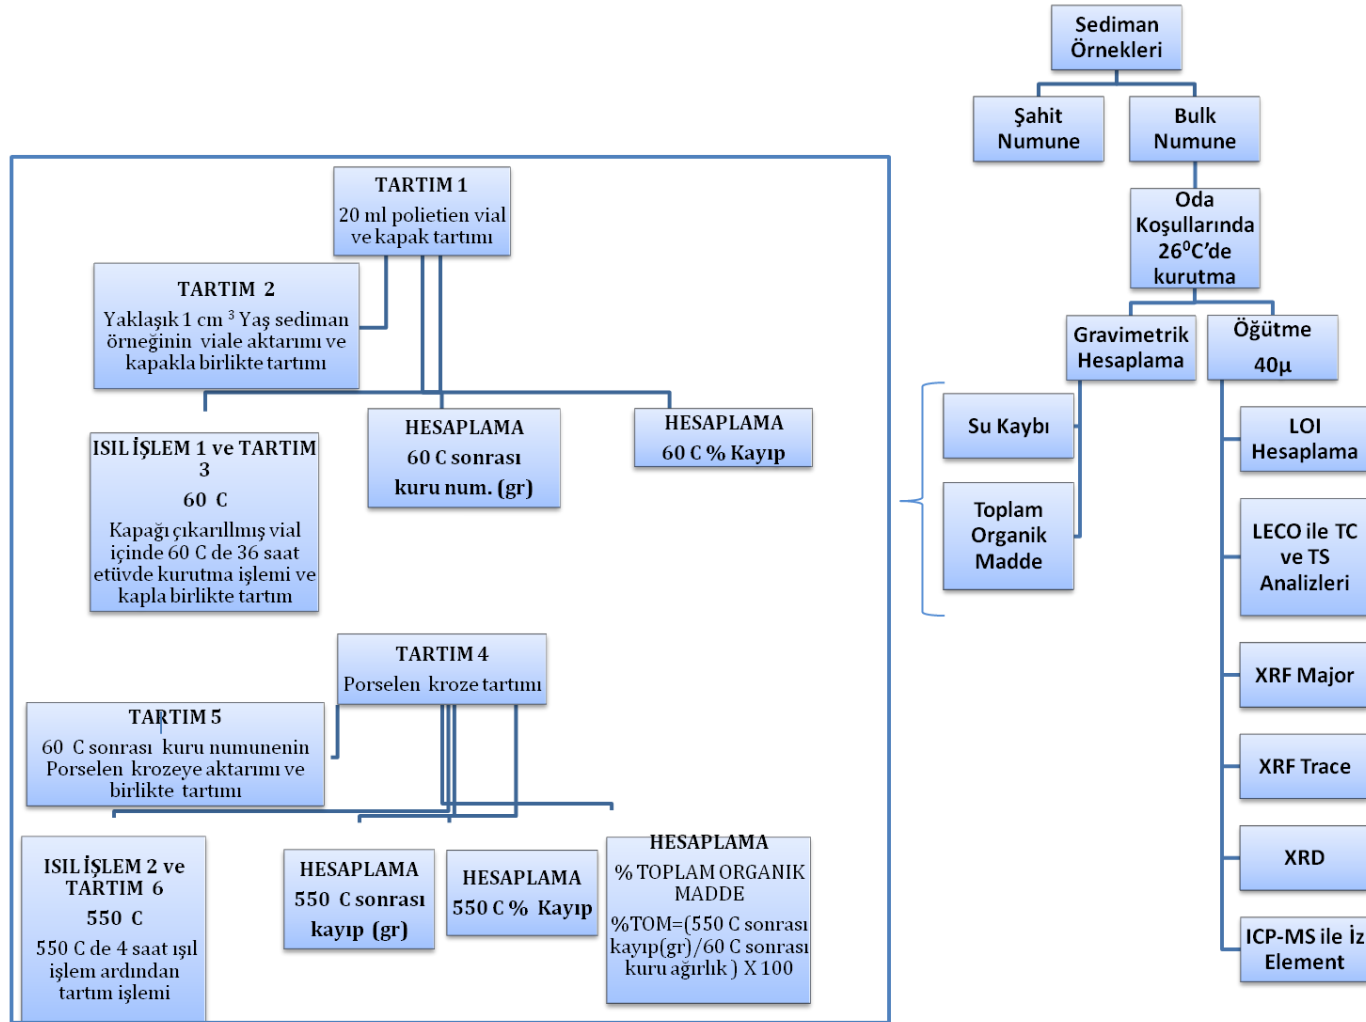 Sediman
Örnekleri
Şahit
Numune
Bulk
Numune
Oda
Koşullarında
26⁰C'de
kurutma
Gravimetrik
Hesaplama
Öğütme
40µ
Su Kaybı
Toplam
Organik
Madde
LOI
Hesaplama
LECO ile TC
ve TS
Analizleri
XRF Major
XRF Trace
XRD
ICP-MS ile İz
Element
TARTIM 1
20 ml polietien vial
ve kapak tartımı
TARTIM 2
Yaklaşık 1 cm ³ Yaş sediman
örneğinin viale aktarımı ve
kapakla birlikte tartımı
ISIL İŞLEM 1 ve TARTIM
3
60 C
Kapağı çıkarıllmış vial
içinde 60 C de 36 saat
etüvde kurutma işlemi ve
kapla birlikte tartım
HESAPLAMA
60 C sonrası
kuru num. (gr)
HESAPLAMA
60 C % Kayıp
TARTIM 4
Porselen kroze tartımı
TARTIM 5
60 C sonrası kuru numunenin
Porselen krozeye aktarımı ve
birlikte tartımı
ISIL İŞLEM 2 ve
TARTIM 6
550 C
550 C de 4 saat ışıl
işlem ardından
tartım işlemi
HESAPLAMA
550 C sonrası
kayıp (gr)
HESAPLAMA
550 C % Kayıp
HESAPLAMA
% TOPLAM ORGANIK
MADDE
%TOM=(550 C sonrası
kayıp(gr)/60 C sonrası
kuru ağırlık ) X 100